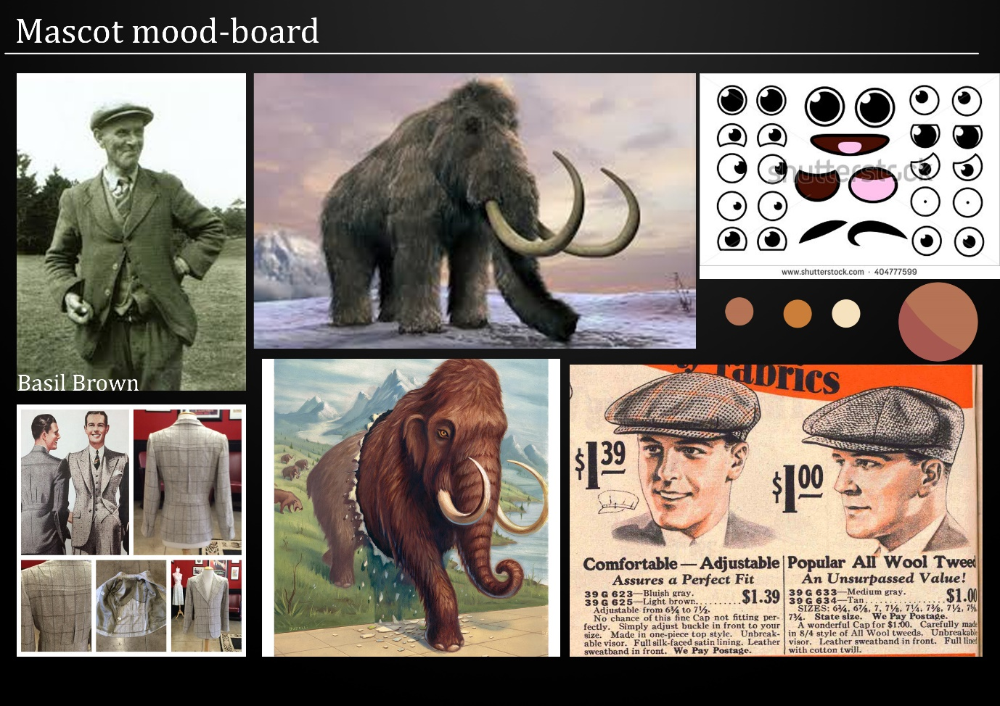 Mascot mood-board
shutterstock
www.shutterstock.com · 404777599
Basil Brown
Fabrics
$1.39
$1.00
Comfortable—Adjustable
Assures a Perfect Fit
39 G 623—Bluish gray.
39 G 625—Light brown.......... $1.39
Adjustable from 6¾ to 7½.
No chance of this fine Cap not fitting per-
fectly. Simply adjust buckle in front to your
size. Made in one-piece top style. Unbreak-
able visor. Full silk-faced satin lining. Leather
sweatband in front. We Pay Postage.
Popular All Wool Tweed
An Unsurpassed Value!
39 G 633—Medium gray.
39 G 634—Tan................ $1.00
SIZES: 6¾, 6⅞, 7, 7⅛, 7¼, 7⅜, 7½, 7⅝,
7¾. State size. We Pay Postage.
A wonderful Cap for $1.00. Carefully made
in 8/4 style of All Wool tweeds. Unbreakable
visor. Leather sweatband in front. Full lined
with cotton twill.